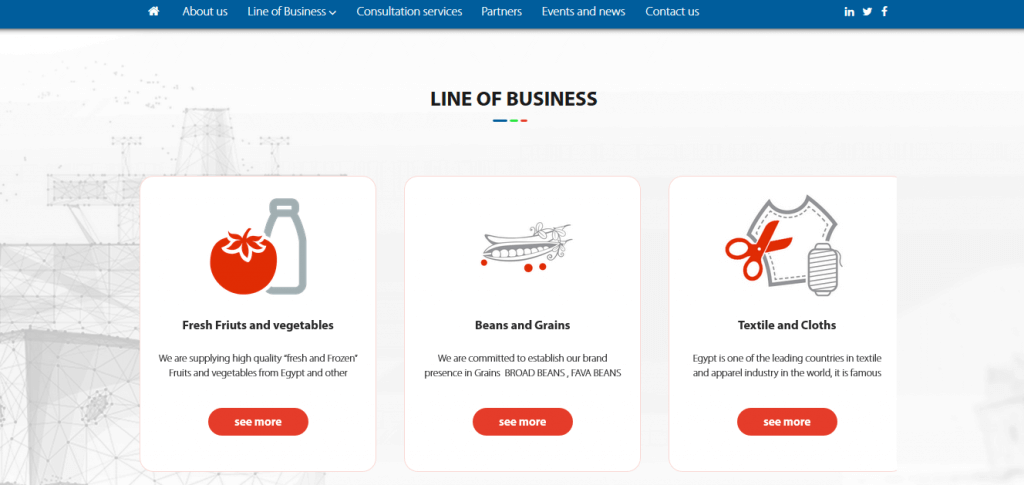 About us Line of Business Consultation services Partners Events and news Contact us
LINE OF BUSINESS
Fresh Friuts and vegetables
We are supplying high quality “fresh and Frozen”
Fruits and vegetables from Egypt and other
see more
Beans and Grains
We are committed to establish our brand
presence in Grains BROAD BEANS , FAVA BEANS
see more
Textile and Cloths
Egypt is one of the leading countries in textile
and apparel industry in the world, it is famous
see more